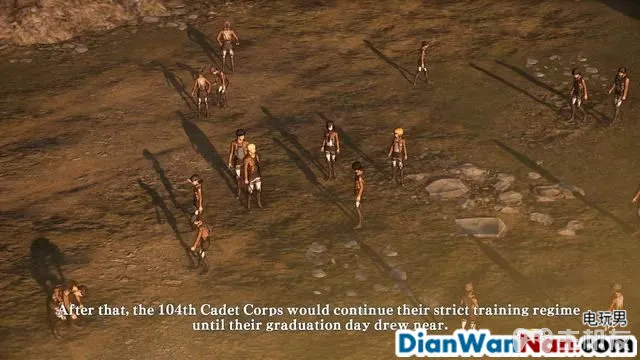 After that, the 104th Cadet Corps would continue their strict training regime
until their graduation day drew near.
电玩男
DianWanNan.com